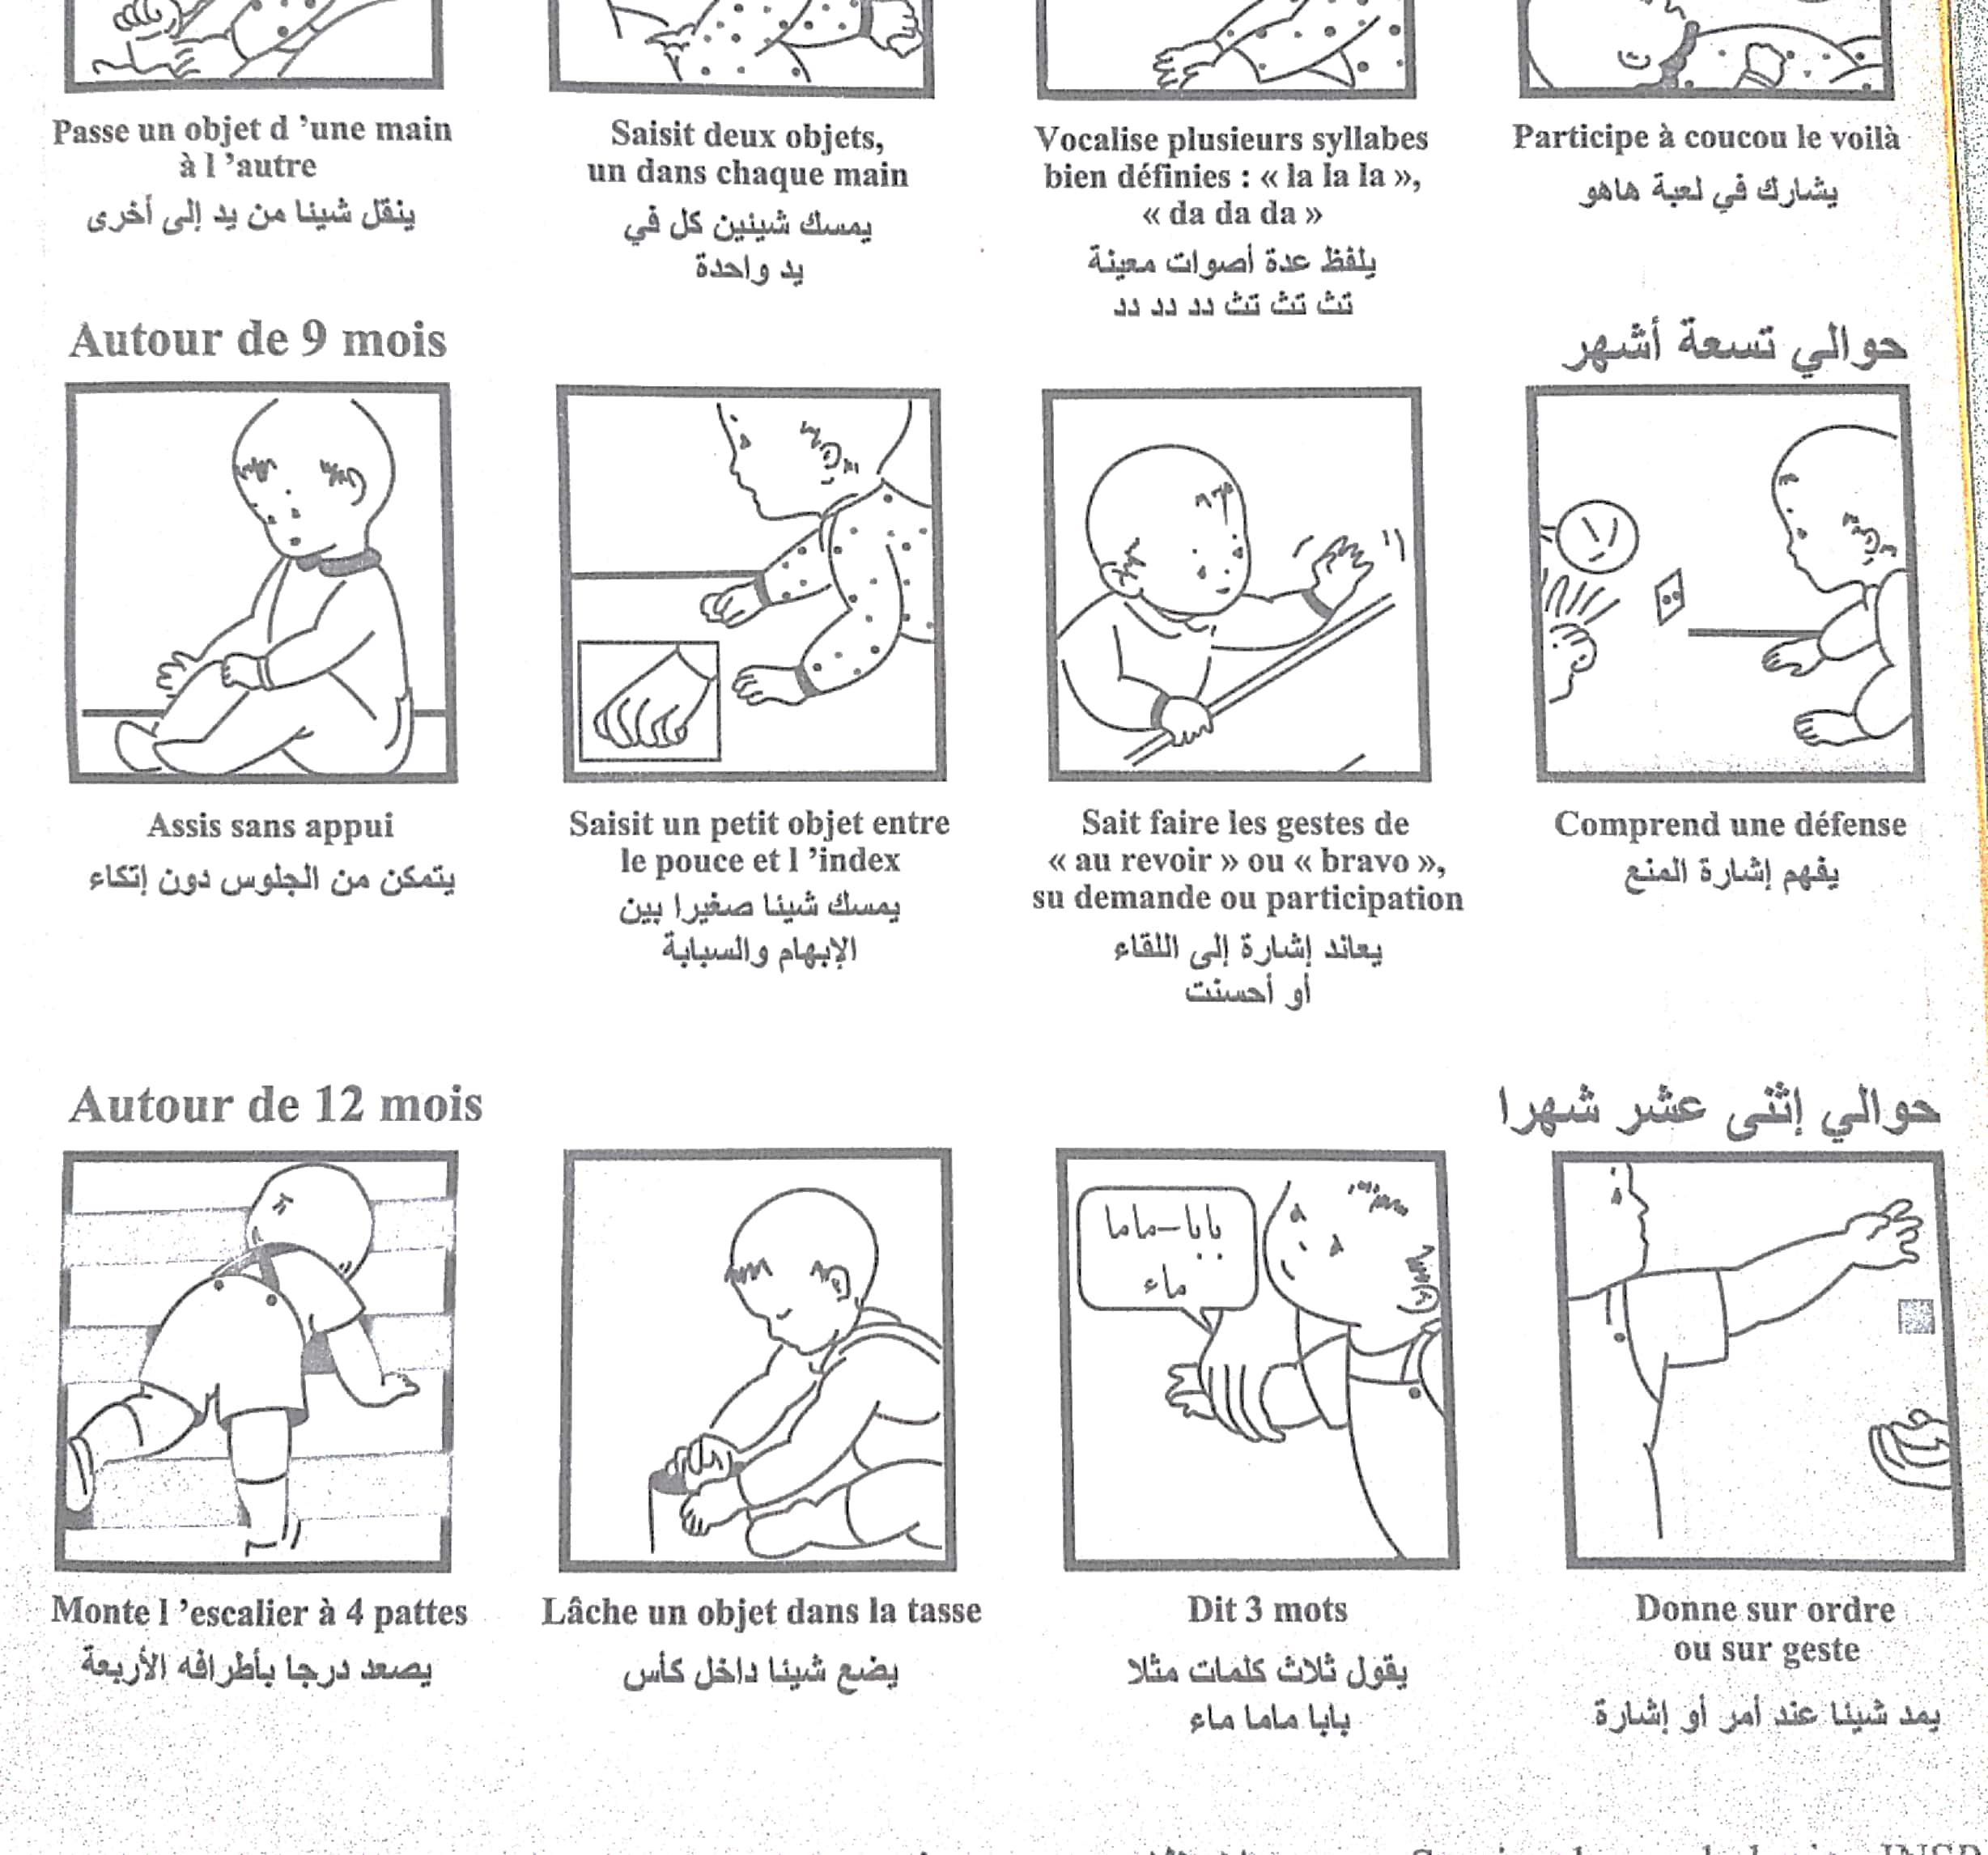 Passe un objet d ’une main
à l ’autre
ينقل شيئا من يد إلى أخرى
Saisit deux objets,
un dans chaque main
يمسك شيئين كل في
يد واحدة
Vocalise plusieurs syllabes
bien définies : « la la la »,
« da da da »
يلفظ عدة أصوات معينة
تث تث تث دد دد دد
Participe à coucou le voilà
يشارك في لعبة هاهو
Autour de 9 mois
حوالي تسعة أشهر
Assis sans appui
يتمكن من الجلوس دون إتكاء
Saisit un petit objet entre
le pouce et l ’index
يمسك شيئا صغيرا بين
الإبهام والسبابة
Sait faire les gestes de
« au revoir » ou « bravo »,
su demande ou participation
يعاند إشارة إلى اللقاء
أو أحسنت
Comprend une défense
يفهم إشارة المنع
Autour de 12 mois
حوالي إثنى عشر شهرا
بابا-ماما
ماء
Monte l ’escalier à 4 pattes
يصعد درجا بأطرافه الأربعة
Lâche un objet dans la tasse
يضع شيئا داخل كأس
Dit 3 mots
يقول ثلاث كلمات مثلا
بابا ماما ماء
Donne sur ordre
ou sur geste
يمد شيئا عند أمر أو إشارة